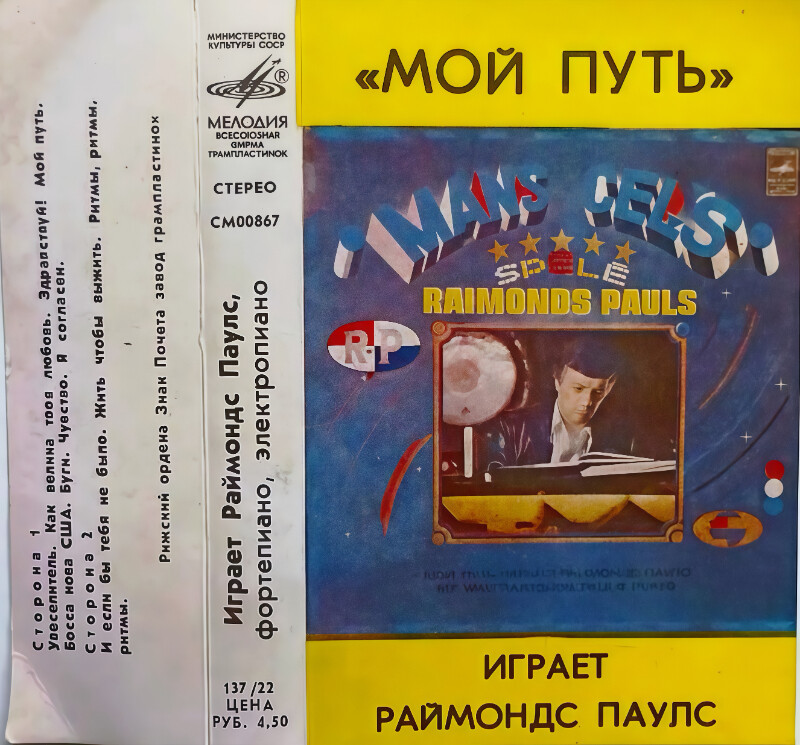 Сторона 1
Увеселитель. Как велика твоя любовь. Здравствуй! Мой путь.
Босса нова США. Буги. Чувство. Я согласен.
Сторона 2
И если бы тебя не было. Жить чтобы выжить. Ритмы, ритмы,
ритмы.
Рижский ордена Знак Почета завод грампластинок
МИНИСТЕРСТВО
КУЛЬТУРЫ СССР
®
МЕЛОДИЯ
ВСЕСОЮЗНАЯ
ФИРМА
ГРАМПЛАСТИНОК
СТЕРЕО
СМ00867
Играет Раймондс Паулс,
фортепиано, электропиано
137/22
ЦЕНА
РУБ. 4,50
«МОЙ ПУТЬ»
MANS CEĻŠ
SPĒLĒ
RAIMONDS PAULS
R-P
ИГРАЕТ
РАЙМОНДС ПАУЛС